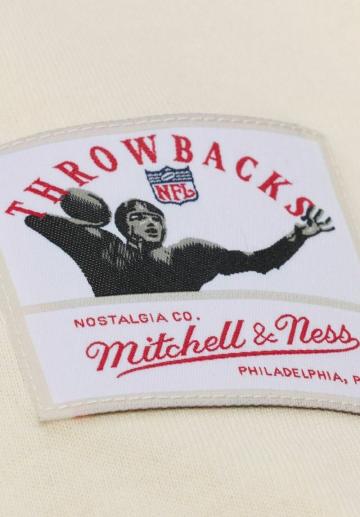 THROWBACKS
NFL
NOSTALGIA CO.
Mitchell & Ness
PHILADELPHIA, P